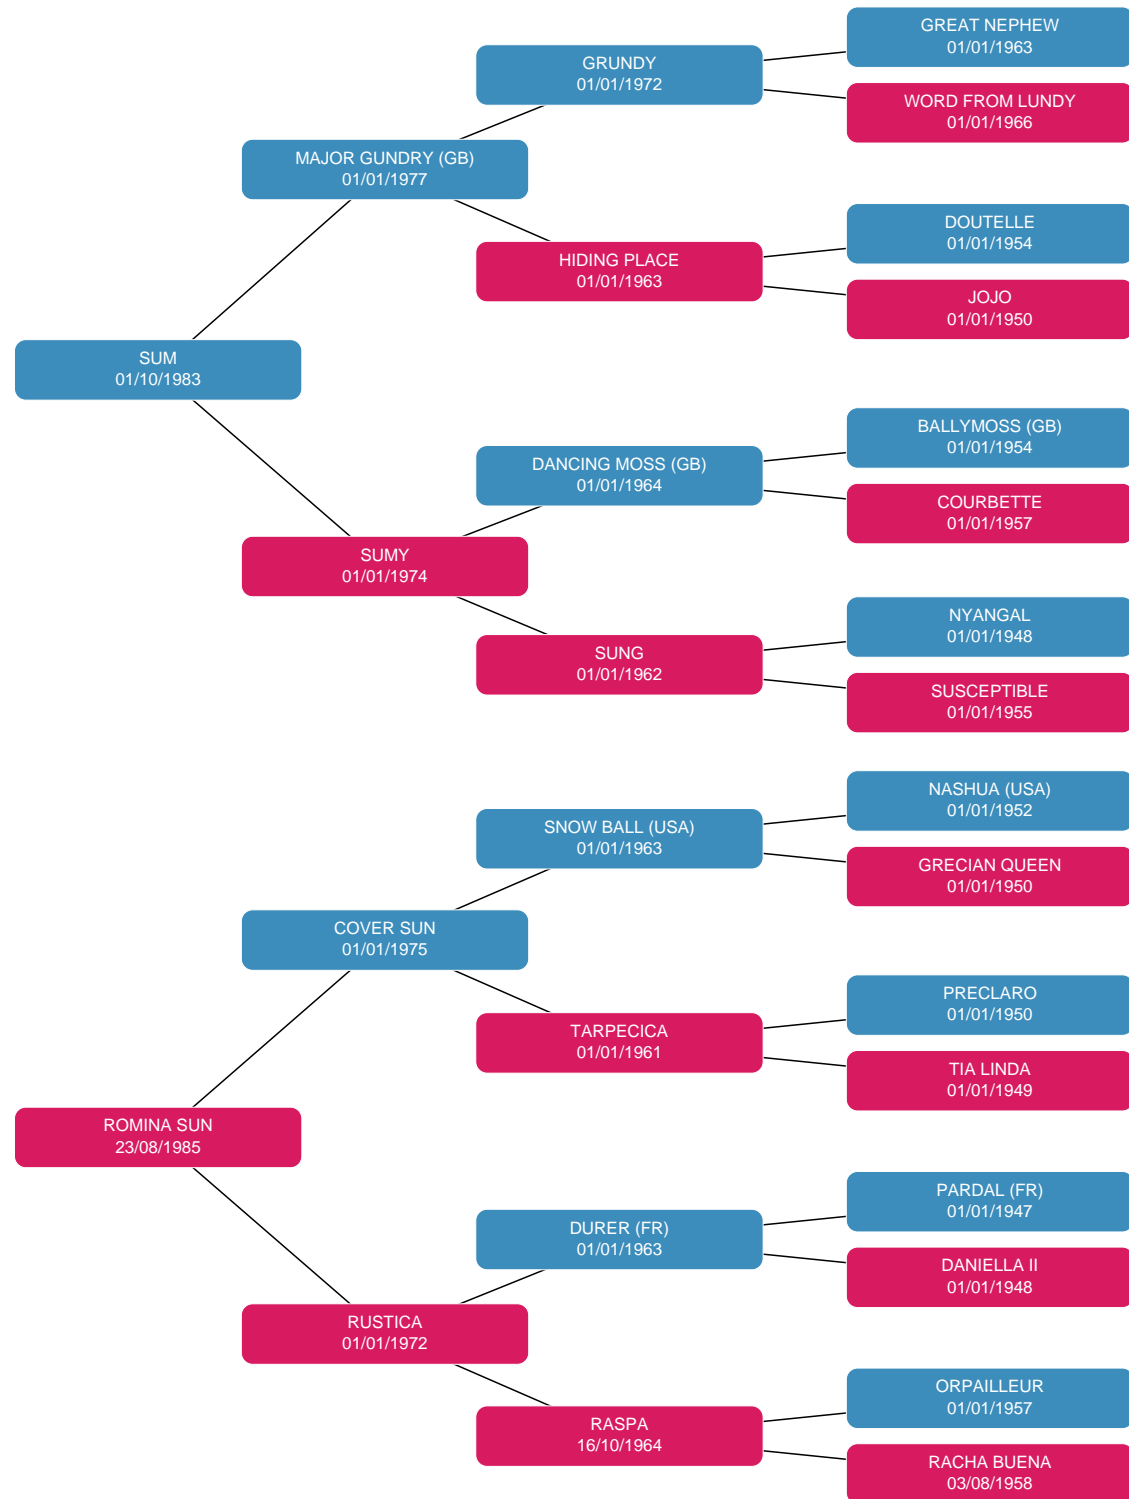 GREAT NEPHEW
01/01/1963
GRUNDY
01/01/1972
WORD FROM LUNDY
01/01/1966
MAJOR GUNDRY (GB)
01/01/1977
DOUTELLE
01/01/1954
HIDING PLACE
01/01/1963
JOJO
01/01/1950
SUM
01/10/1983
BALLYMOSS (GB)
01/01/1954
DANCING MOSS (GB)
01/01/1964
COURBETTE
01/01/1957
SUMY
01/01/1974
NYANGAL
01/01/1948
SUNG
01/01/1962
SUSCEPTIBLE
01/01/1955
NASHUA (USA)
01/01/1952
SNOW BALL (USA)
01/01/1963
GRECIAN QUEEN
01/01/1950
COVER SUN
01/01/1975
PRECLARO
01/01/1950
TARPECICA
01/01/1961
TIA LINDA
01/01/1949
ROMINA SUN
23/08/1985
PARDAL (FR)
01/01/1947
DURER (FR)
01/01/1963
DANIELLA II
01/01/1948
RUSTICA
01/01/1972
ORPAILLEUR
01/01/1957
RASPA
16/10/1964
RACHA BUENA
03/08/1958